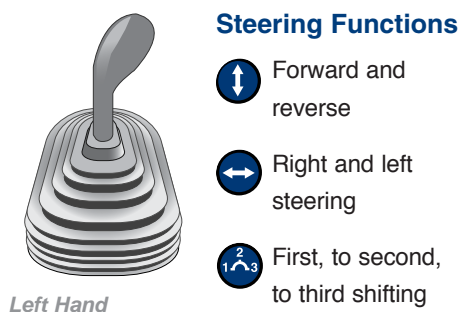 Steering Functions
Forward and
reverse
Right and left
steering
2
1 3
First, to second,
to third shifting
Left Hand